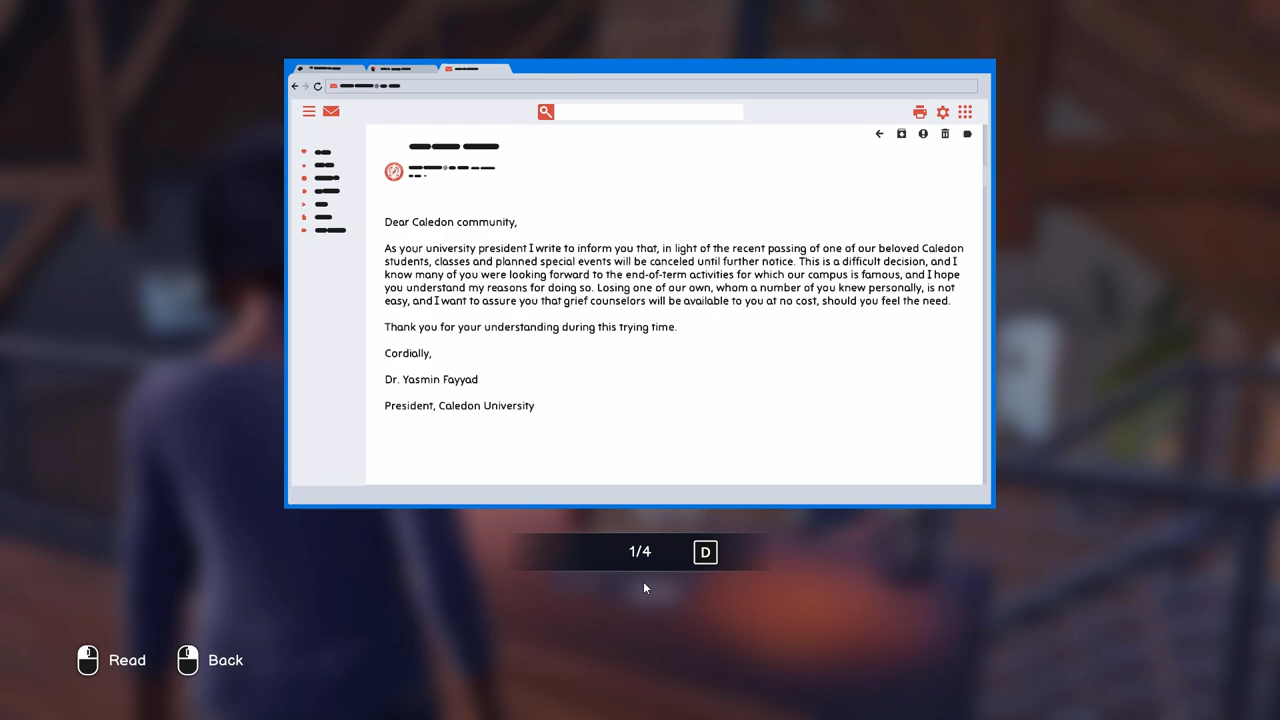 Dear Caledon community,
As your university president I write to inform you that, in light of the recent passing of one of our beloved Caledon
students, classes and planned special events will be canceled until further notice. This is a difficult decision, and I
know many of you were looking forward to the end-of-term activities for which our campus is famous, and I hope
you understand my reasons for doing so. Losing one of our own, whom a number of you knew personally, is not
easy, and I want to assure you that grief counselors will be available to you at no cost, should you feel the need.
Thank you for your understanding during this trying time.
Cordially,
Dr. Yasmin Fayyad
President, Caledon University
1/4 D
Read Back